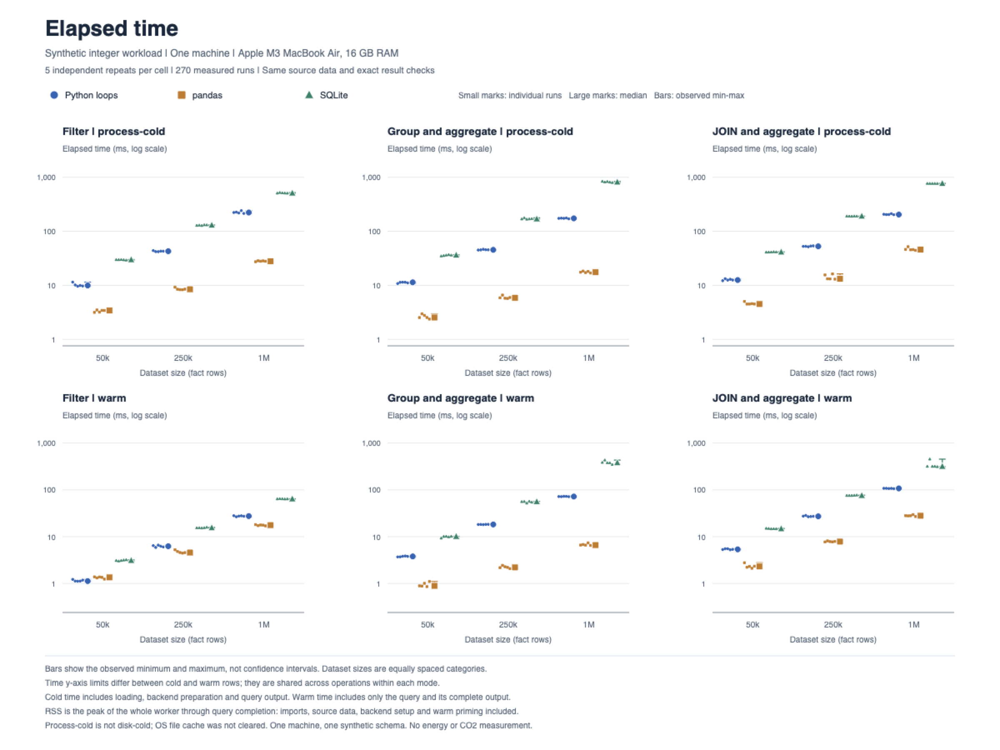 Elapsed time
Synthetic integer workload | One machine | Apple M3 MacBook Air, 16 GB RAM
5 independent repeats per cell | 270 measured runs | Same source data and exact result checks
Python loops pandas SQLite Small marks: individual runs Large marks: median Bars: observed min-max
Filter | process-cold
Elapsed time (ms, log scale)
1,000
100
10
1
50k 250k 1M
Dataset size (fact rows)
Group and aggregate | process-cold
Elapsed time (ms, log scale)
1,000
100
10
1
50k 250k 1M
Dataset size (fact rows)
JOIN and aggregate | process-cold
Elapsed time (ms, log scale)
1,000
100
10
1
50k 250k 1M
Dataset size (fact rows)
Filter | warm
Elapsed time (ms, log scale)
1,000
100
10
1
50k 250k 1M
Dataset size (fact rows)
Group and aggregate | warm
Elapsed time (ms, log scale)
1,000
100
10
1
50k 250k 1M
Dataset size (fact rows)
JOIN and aggregate | warm
Elapsed time (ms, log scale)
1,000
100
10
1
50k 250k 1M
Dataset size (fact rows)
Bars show the observed minimum and maximum, not confidence intervals. Dataset sizes are equally spaced categories.
Time y-axis limits differ between cold and warm rows; they are shared across operations within each mode.
Cold time includes loading, backend preparation and query output. Warm time includes only the query and its complete output.
RSS is the peak of the whole worker through query completion: imports, source data, backend setup and warm priming included.
Process-cold is not disk-cold; OS file cache was not cleared. One machine, one synthetic schema. No energy or CO2 measurement.